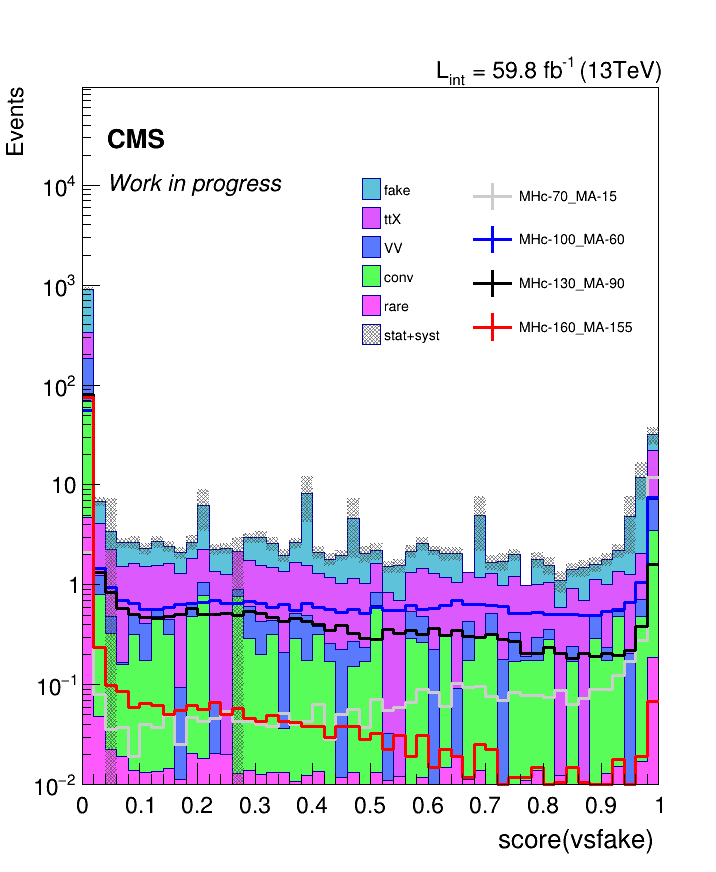 L_int = 59.8 fb^-1 (13TeV)
Events
CMS
Work in progress
fake
ttX
VV
conv
rare
stat+syst
MHc-70_MA-15
MHc-100_MA-60
MHc-130_MA-90
MHc-160_MA-155
10^4
10^3
10^2
10
1
10^-1
10^-2
0 0.1 0.2 0.3 0.4 0.5 0.6 0.7 0.8 0.9 1
score(vsfake)